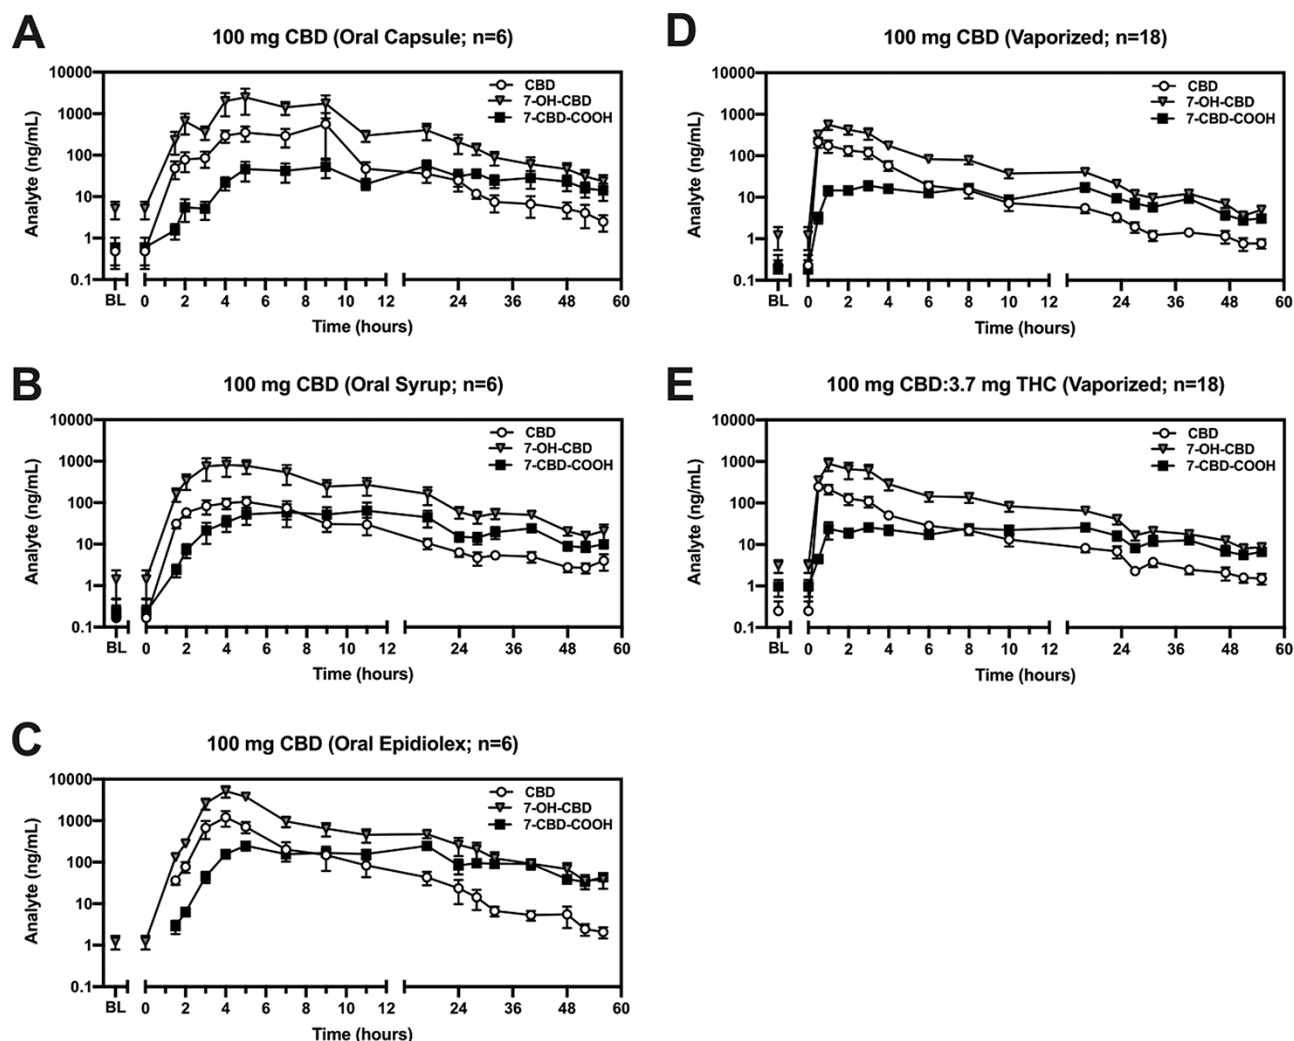 A
100 mg CBD (Oral Capsule; n=6)
10000
1000
100
10
1
0.1
Analyte (ng/mL)
CBD
7-OH-CBD
7-CBD-COOH
BL 0 2 4 6 8 10 12 24 36 48 60
Time (hours)
B
100 mg CBD (Oral Syrup; n=6)
10000
1000
100
10
1
0.1
Analyte (ng/mL)
CBD
7-OH-CBD
7-CBD-COOH
BL 0 2 4 6 8 10 12 24 36 48 60
Time (hours)
C
100 mg CBD (Oral Epidiolex; n=6)
10000
1000
100
10
1
0.1
Analyte (ng/mL)
CBD
7-OH-CBD
7-CBD-COOH
BL 0 2 4 6 8 10 12 24 36 48 60
Time (hours)
D
100 mg CBD (Vaporized; n=18)
10000
1000
100
10
1
0.1
Analyte (ng/mL)
CBD
7-OH-CBD
7-CBD-COOH
BL 0 2 4 6 8 10 12 24 36 48 60
Time (hours)
E
100 mg CBD:3.7 mg THC (Vaporized; n=18)
10000
1000
100
10
1
0.1
Analyte (ng/mL)
CBD
7-OH-CBD
7-CBD-COOH
BL 0 2 4 6 8 10 12 24 36 48 60
Time (hours)